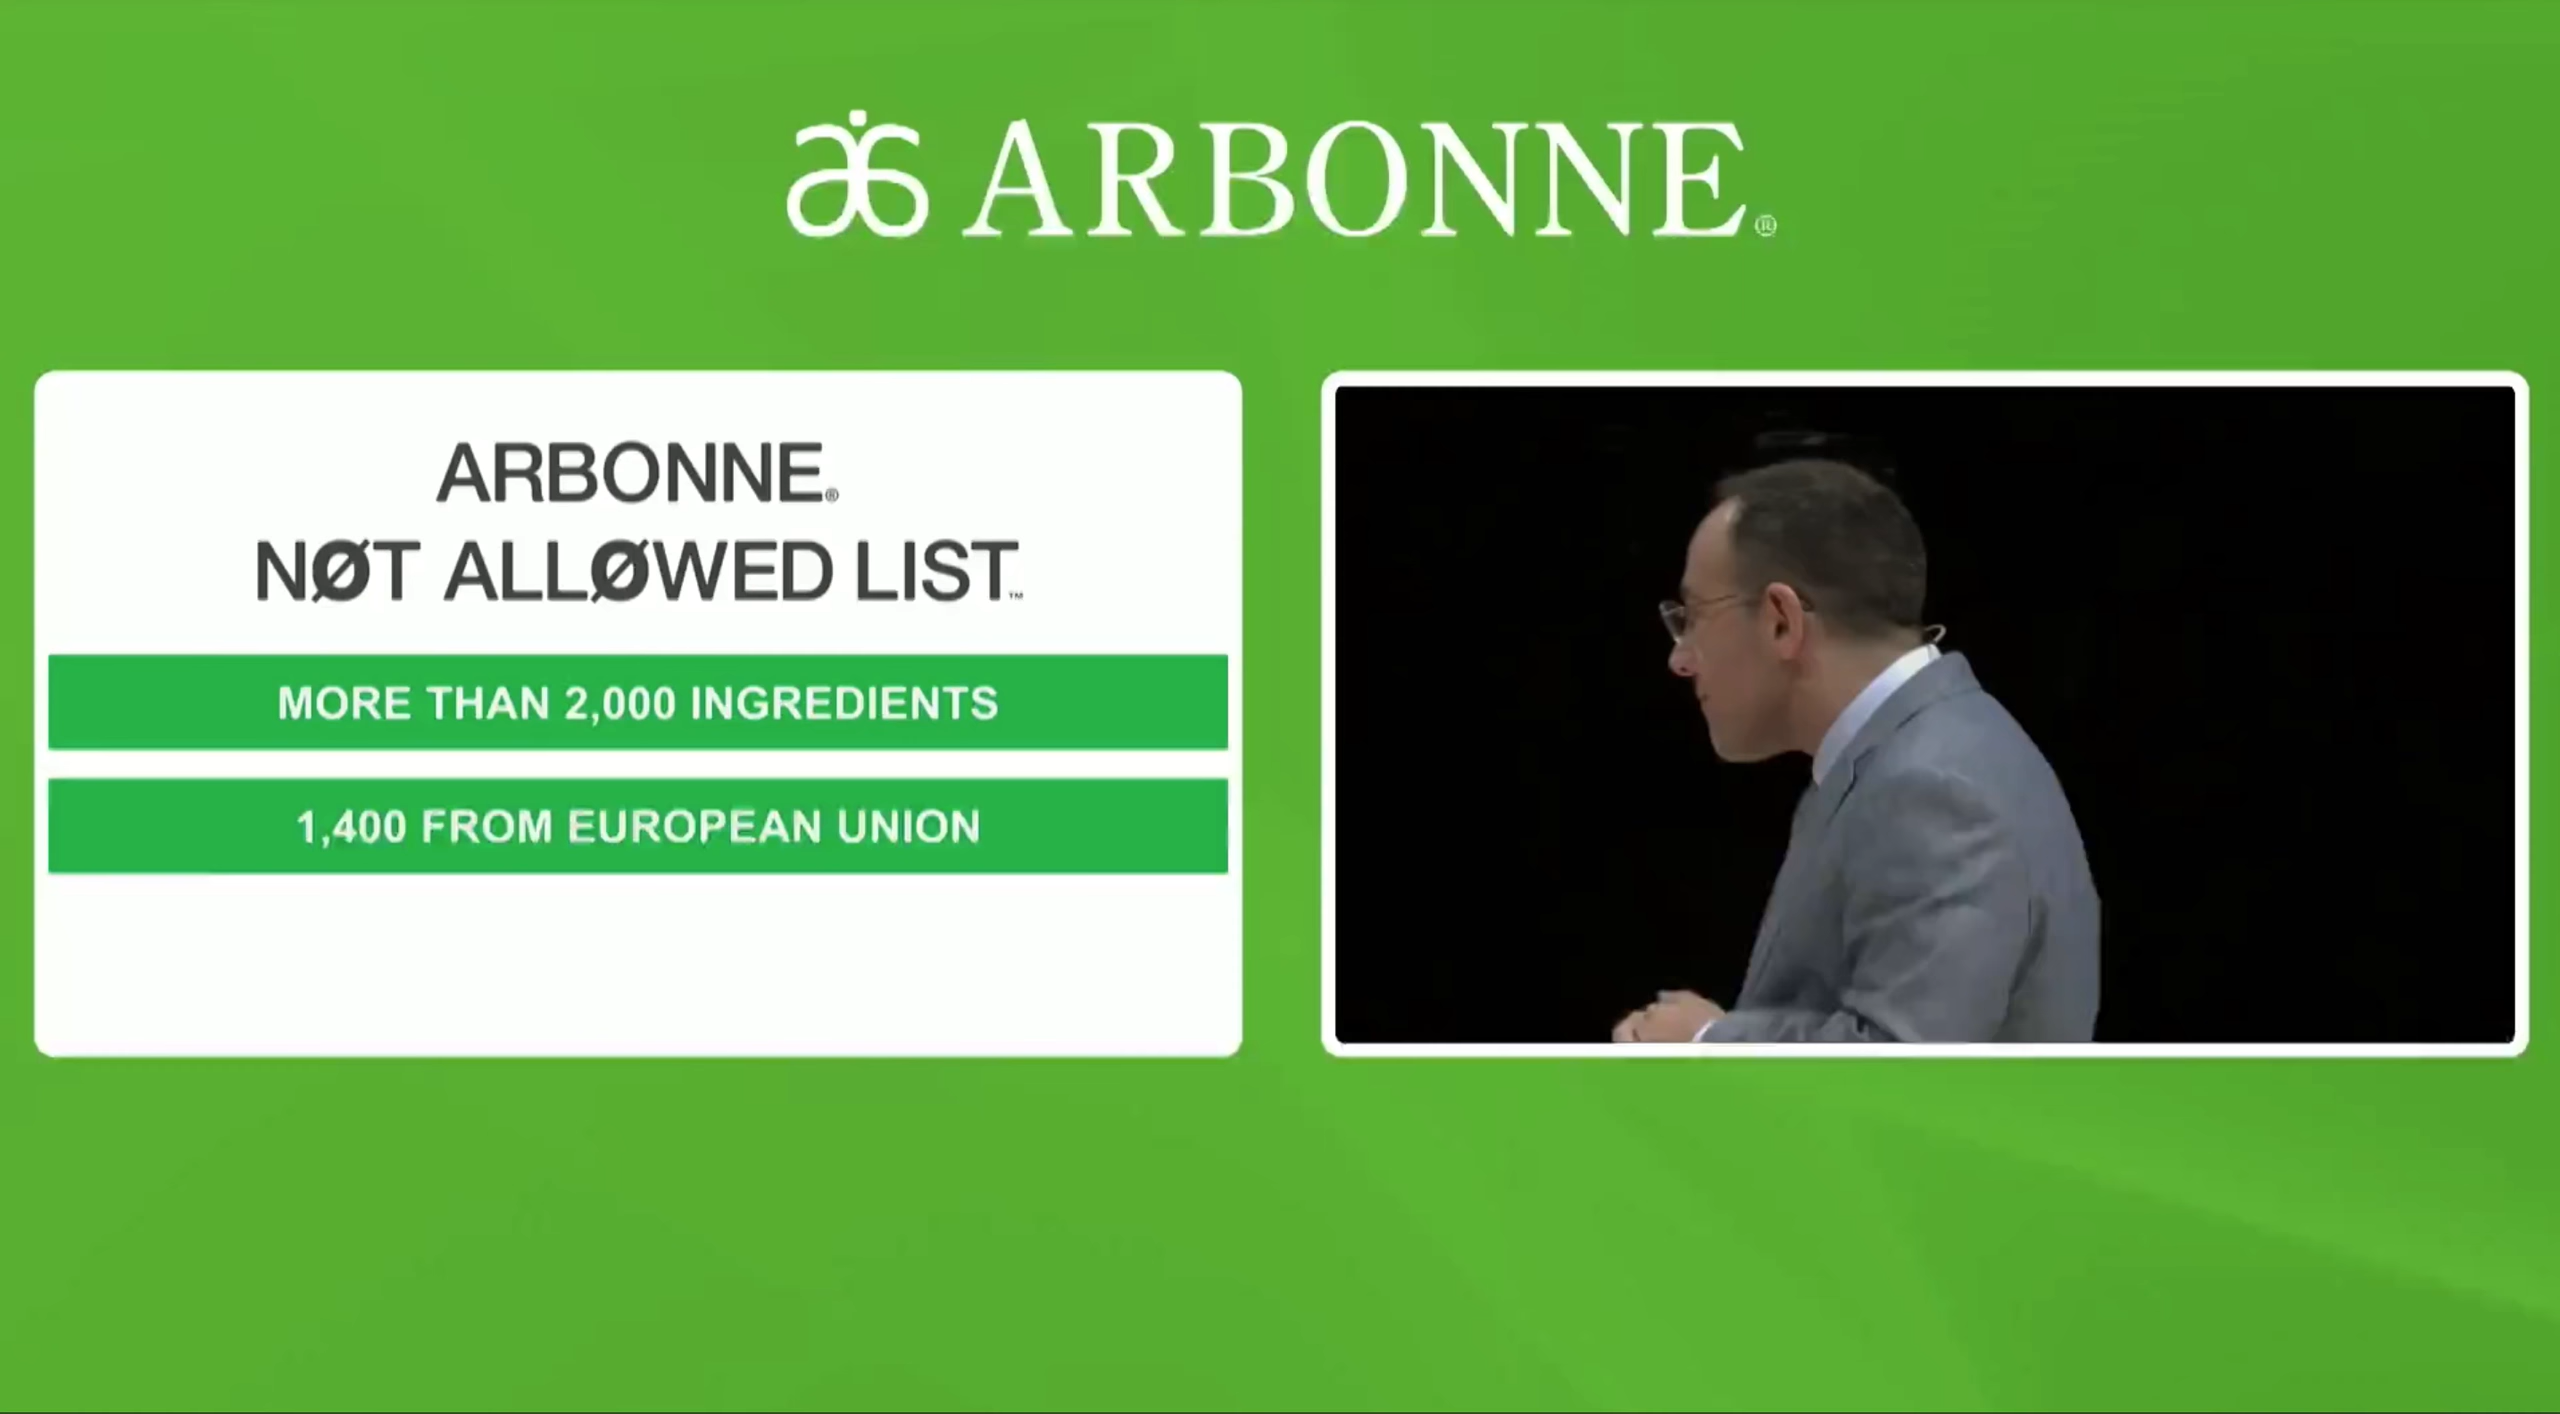 ARBONNE®
ARBONNE®
NØT ALLØWED LIST™
MORE THAN 2,000 INGREDIENTS
1,400 FROM EUROPEAN UNION